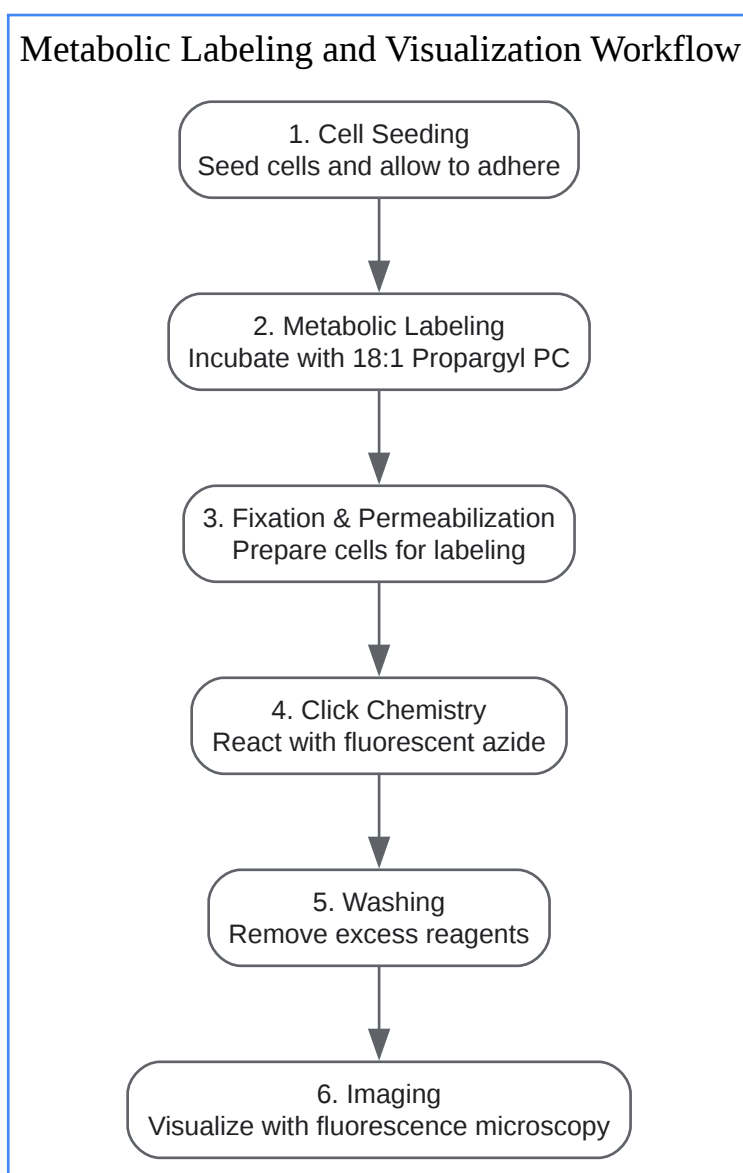 Metabolic Labeling and Visualization Workflow
1. Cell Seeding
Seed cells and allow to adhere
2. Metabolic Labeling
Incubate with 18:1 Propargyl PC
3. Fixation & Permeabilization
Prepare cells for labeling
4. Click Chemistry
React with fluorescent azide
5. Washing
Remove excess reagents
6. Imaging
Visualize with fluorescence microscopy